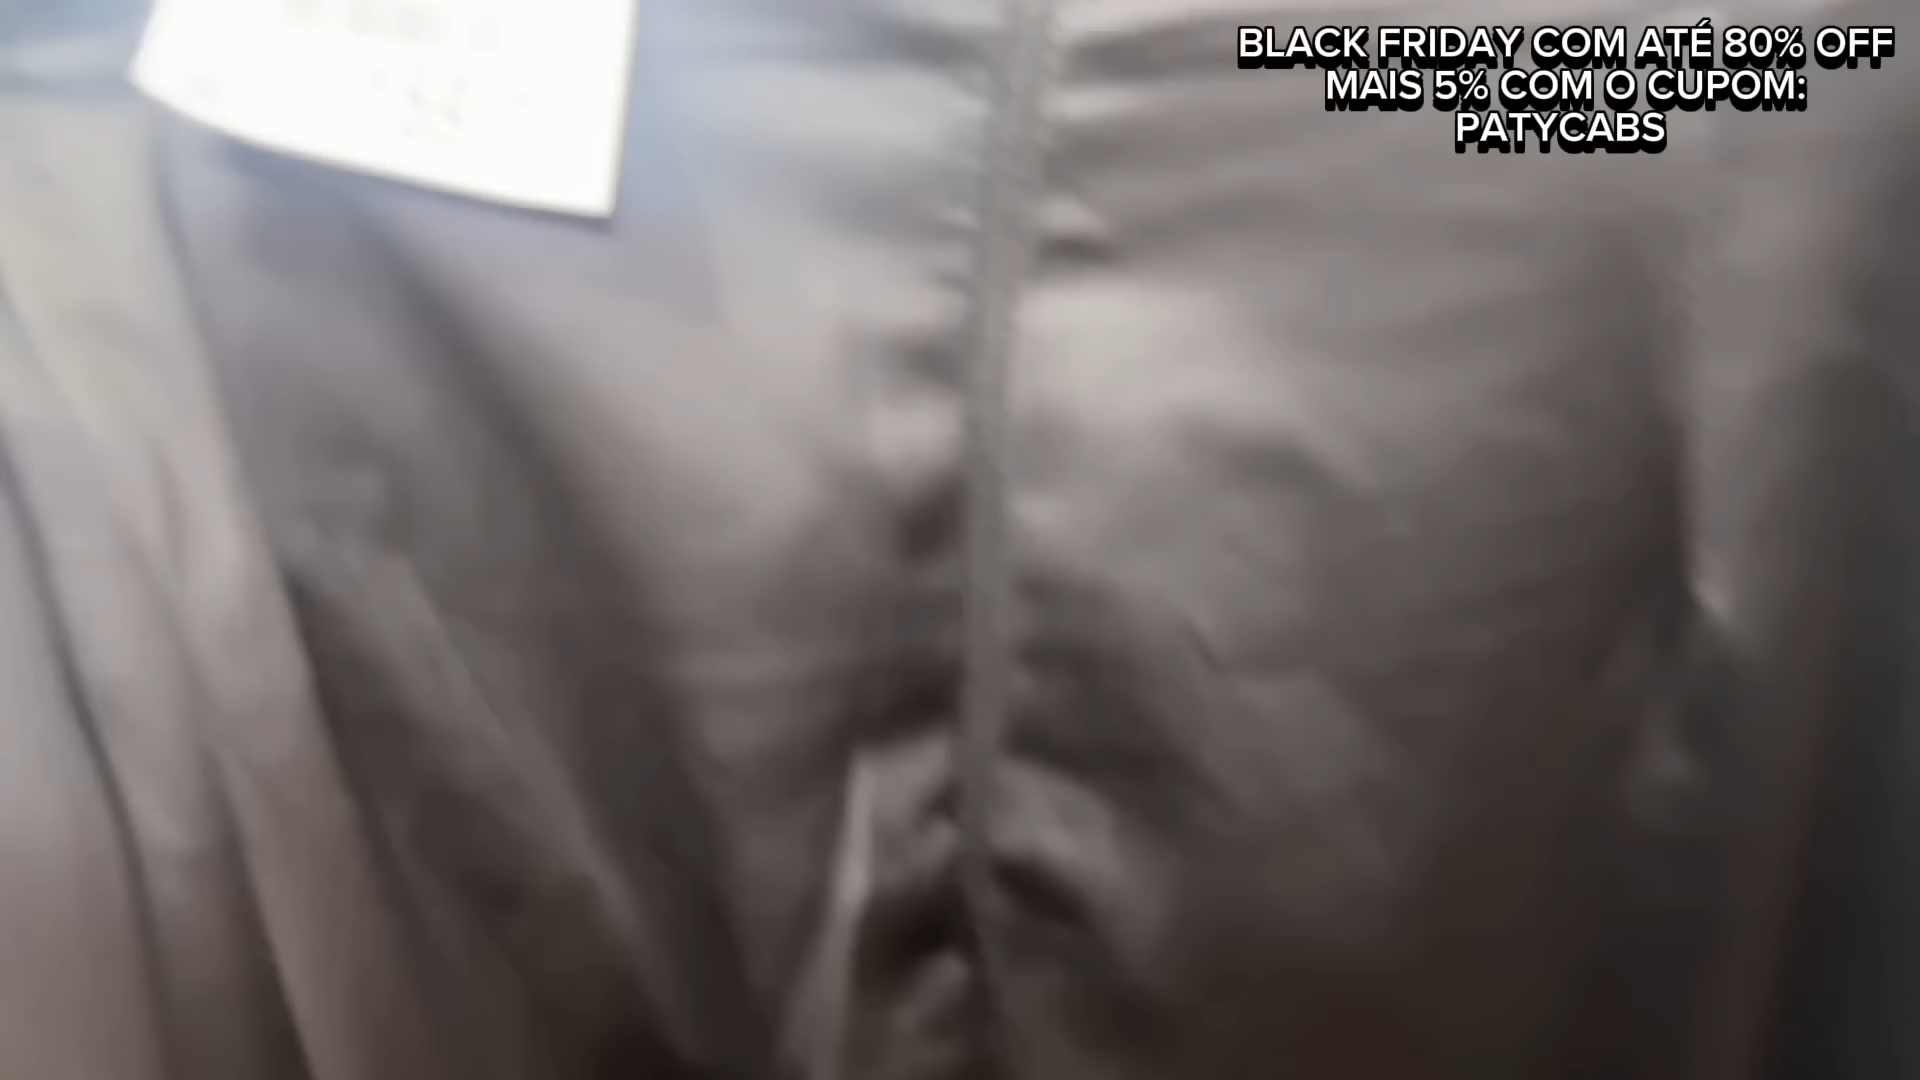 BLACK FRIDAY COM ATÉ 80% OFF
MAIS 5% COM O CUPOM:
PATYCABS